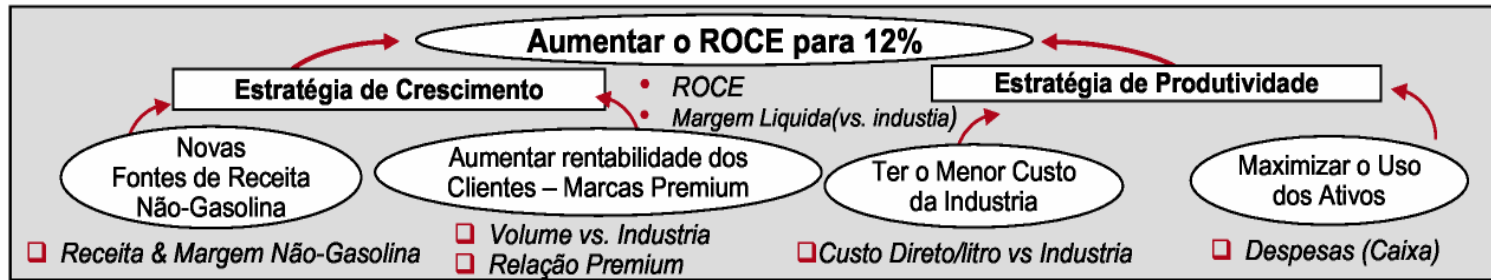 Aumentar o ROCE para 12%
Estratégia de Crescimento
• ROCE
• Margem Liquida(vs. industia)
Estratégia de Produtividade
Novas
Fontes de Receita
Não-Gasolina
Aumentar rentabilidade dos
Clientes – Marcas Premium
Ter o Menor Custo
da Industria
Maximizar o Uso
dos Ativos
❑ Receita & Margem Não-Gasolina
❑ Volume vs. Industria
❑ Relação Premium
❑ Custo Direto/litro vs Industria
❑ Despesas (Caixa)